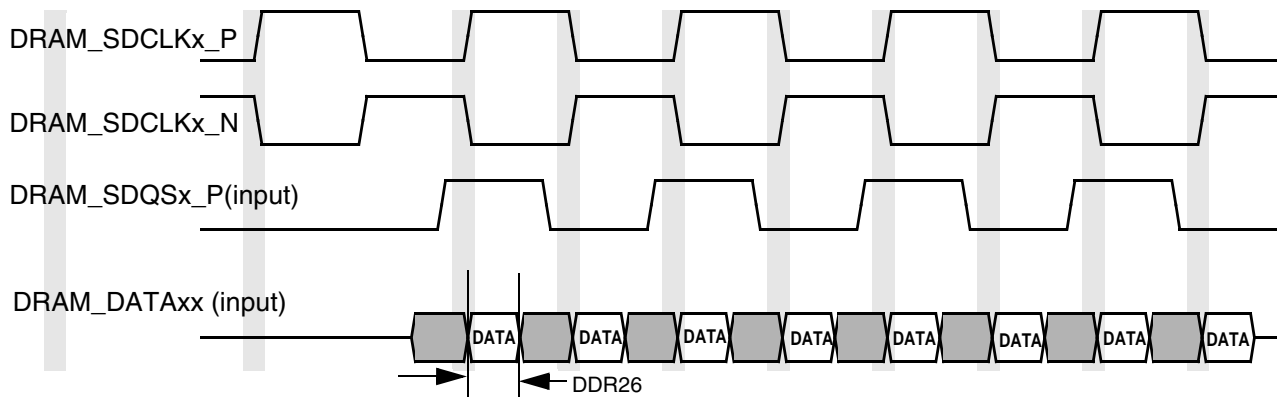 DRAM_SDCLKx_P
DRAM_SDCLKx_N
DRAM_SDQSx_P(input)
DRAM_DATAxx (input)
DATA DATA DATA DATA DATA DATA DATA DATA
DDR26